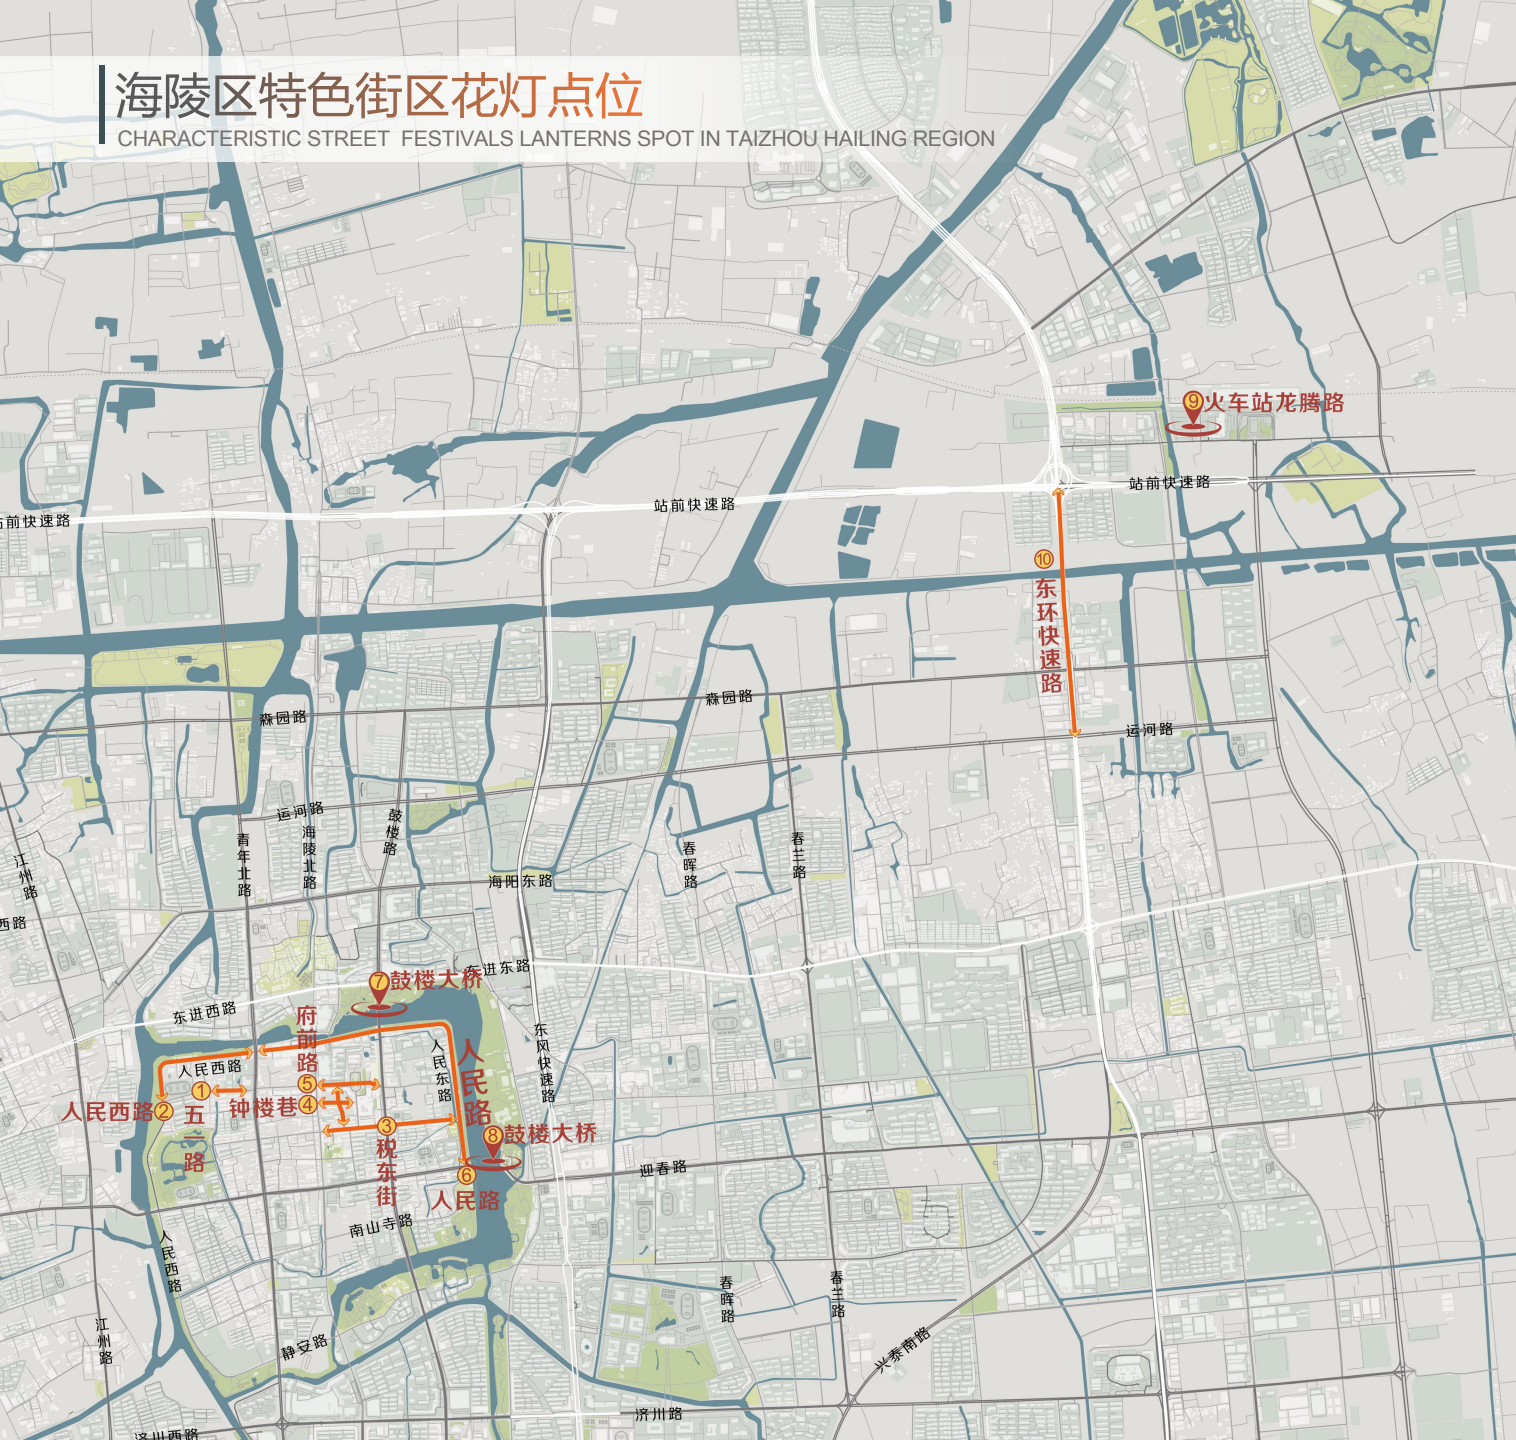 海陵区特色街区花灯点位
CHARACTERISTIC STREET FESTIVALS LANTERNS SPOT IN TAIZHOU HAILING REGION
⑨火车站龙腾路
站前快速路
站前快速路
站前快速路
⑩
东环快速路
森园路
森园路
运河路
运河路
鼓楼路
海陵北路
青年北路
春晖路
春兰路
江州路
海阳东路
西路
东进东路
⑦鼓楼大桥
东进西路
府前路
人民东路
人民路
东风快速路
人民西路
①
五一路
⑤
钟楼巷④
人民西路②
③
税东街
⑧鼓楼大桥
⑥
人民路
迎春路
南山寺路
人民西路
春晖路
春兰路
江州路
静安路
兴泰南路
济川路
济川西路